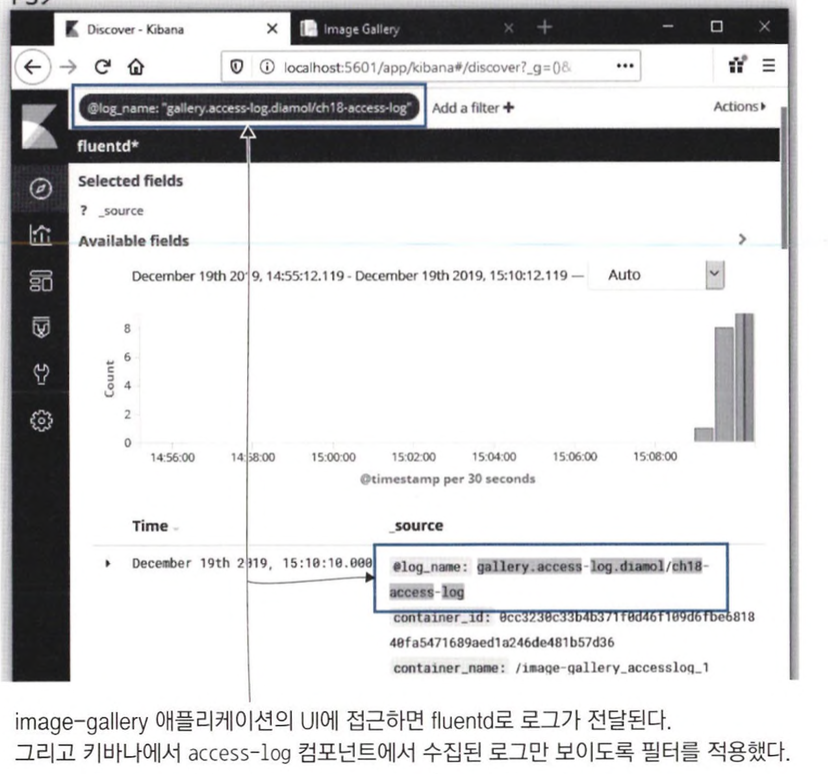 Discover - Kibana
Image Gallery
localhost:5601/app/kibana#/discover?_g=()&
@log_name: "gallery.access-log.diamol/ch18-access-log"
Add a filter +
Actions
fluentd*
Selected fields
? _source
Available fields
December 19th 2019, 14:55:12.119 - December 19th 2019, 15:10:12.119 —
Auto
8
6
4
2
0
Count
14:56:00 14:58:00 15:00:00 15:02:00 15:04:00 15:06:00 15:08:00
@timestamp per 30 seconds
Time _source
December 19th 2019, 15:10:10.000
@log_name: gallery.access-log.diamol/ch18-
access-log
container_id: 0cc3230c33b4b371f0d46f109d6fbe6818
40fa5471689aed1a246de481b57d36
container_name: /image-gallery_accesslog_1
image-gallery 애플리케이션의 UI에 접근하면 fluentd로 로그가 전달된다.
그리고 키바나에서 access-log 컴포넌트에서 수집된 로그만 보이도록 필터를 적용했다.